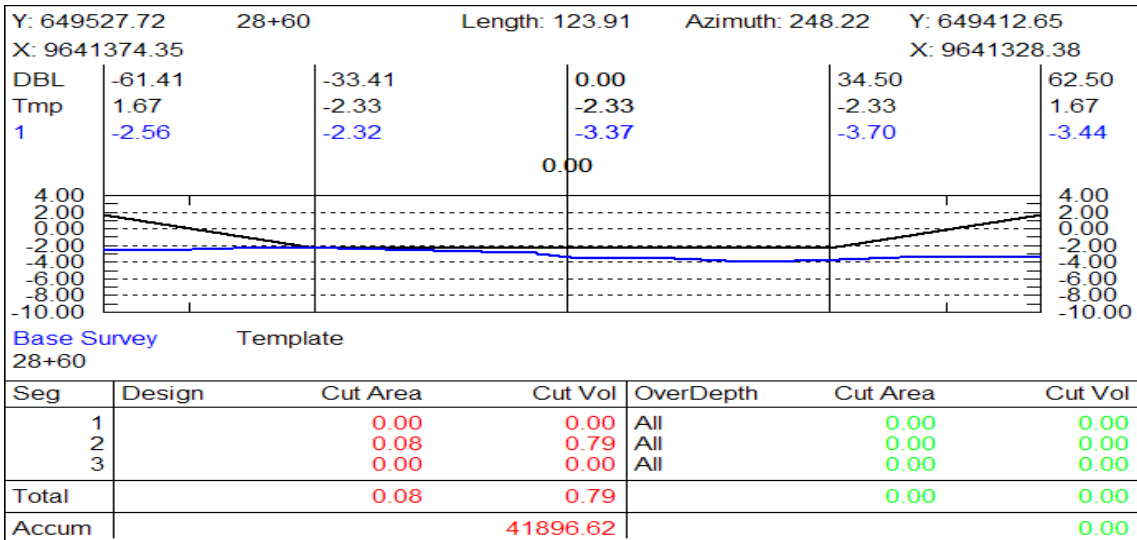 Y: 649527.72 28+60 Length: 123.91 Azimuth: 248.22 Y: 649412.65
X: 9641374.35 X: 9641328.38
DBL -61.41 -33.41 0.00 34.50 62.50
Tmp 1.67 -2.33 -2.33 -2.33 1.67
1 -2.56 -2.32 -3.37 -3.70 -3.44
0.00
4.00 4.00
2.00 2.00
0.00 0.00
-2.00 -2.00
-4.00 -4.00
-6.00 -6.00
-8.00 -8.00
-10.00 -10.00
Base Survey Template
28+60
Seg Design Cut Area Cut Vol OverDepth Cut Area Cut Vol
1 0.00 0.00 All 0.00 0.00
2 0.08 0.79 All 0.00 0.00
3 0.00 0.00 All 0.00 0.00
Total 0.08 0.79 0.00 0.00
Accum 41896.62 0.00